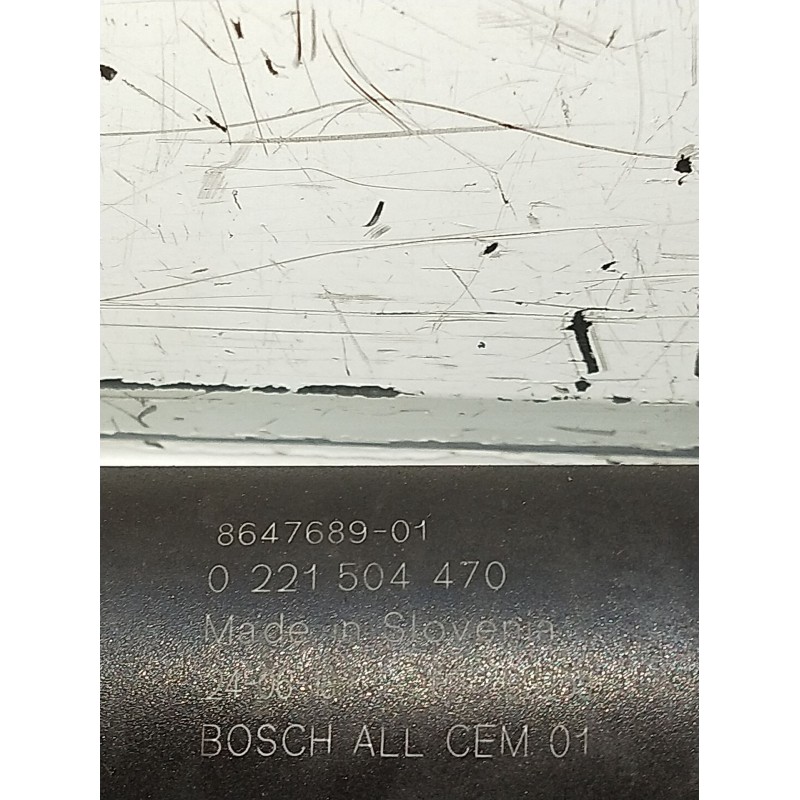 8647689-01
0 221 504 470
Made in Slovenia
BOSCH ALL CEM 01